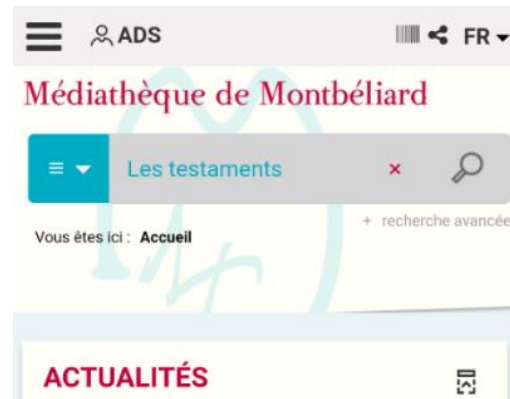 ADS FR
Médiathèque de Montbéliard
Les testaments
+ recherche avancée
Vous êtes ici : Accueil
ACTUALITÉS